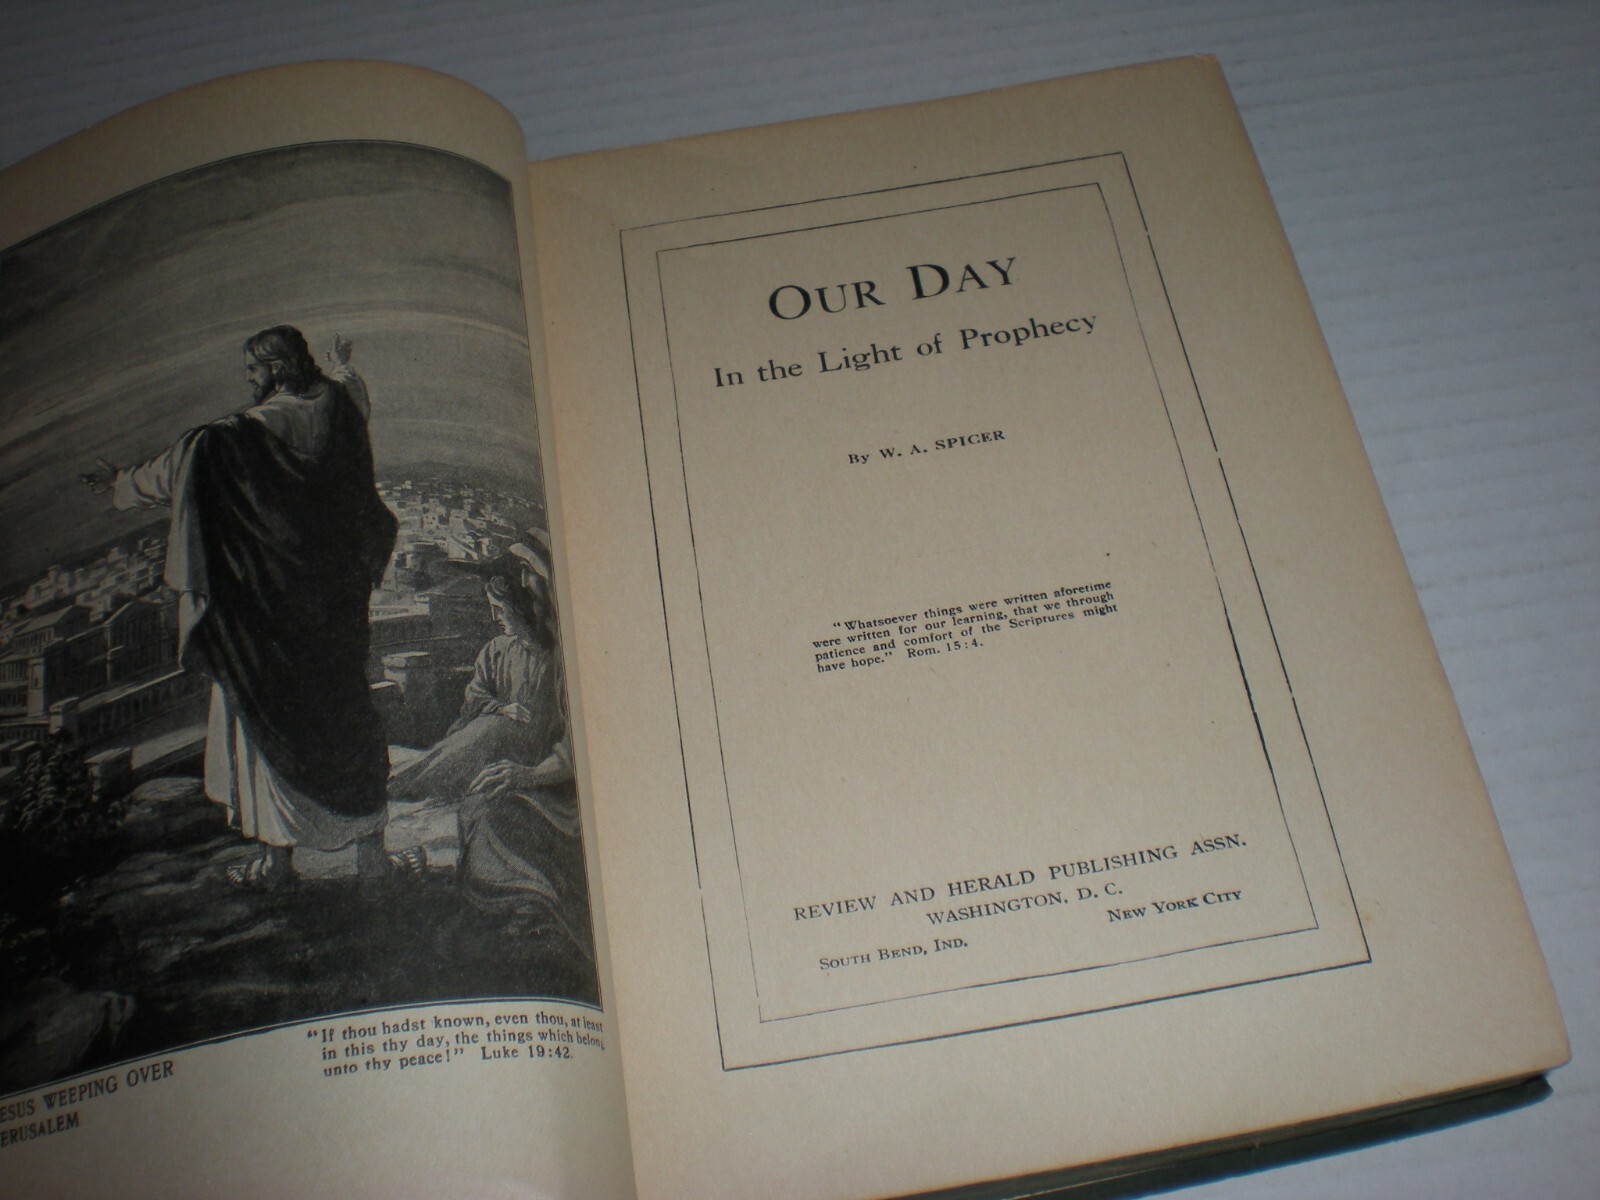 "If thou hadst known, even thou, at least
in this thy day, the things which belong
unto thy peace!" Luke 19:42.
ESUS WEEPING OVER
ERUSALEM
OUR DAY
In the Light of Prophecy
By W. A. SPICER
"Whatsoever things were written aforetime
were written for our learning, that we through
patience and comfort of the Scriptures might
have hope." Rom. 15:4.
REVIEW AND HERALD PUBLISHING ASSN.
WASHINGTON, D. C.
SOUTH BEND, IND. NEW YORK CITY